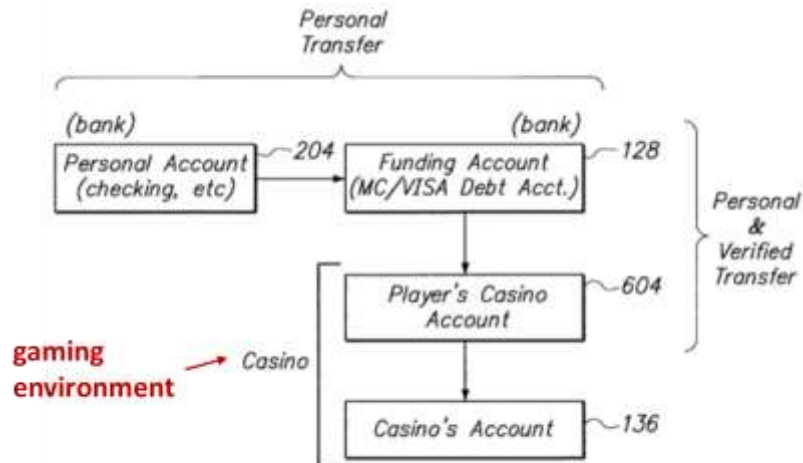 Personal
Transfer
(bank)
(bank)
204
128
Personal Account
(checking, etc)
Funding Account
(MC/VISA Debt Acct.)
Personal
&
Verified
Transfer
604
Player's Casino
Account
gaming
environment
Casino
136
Casino's Account